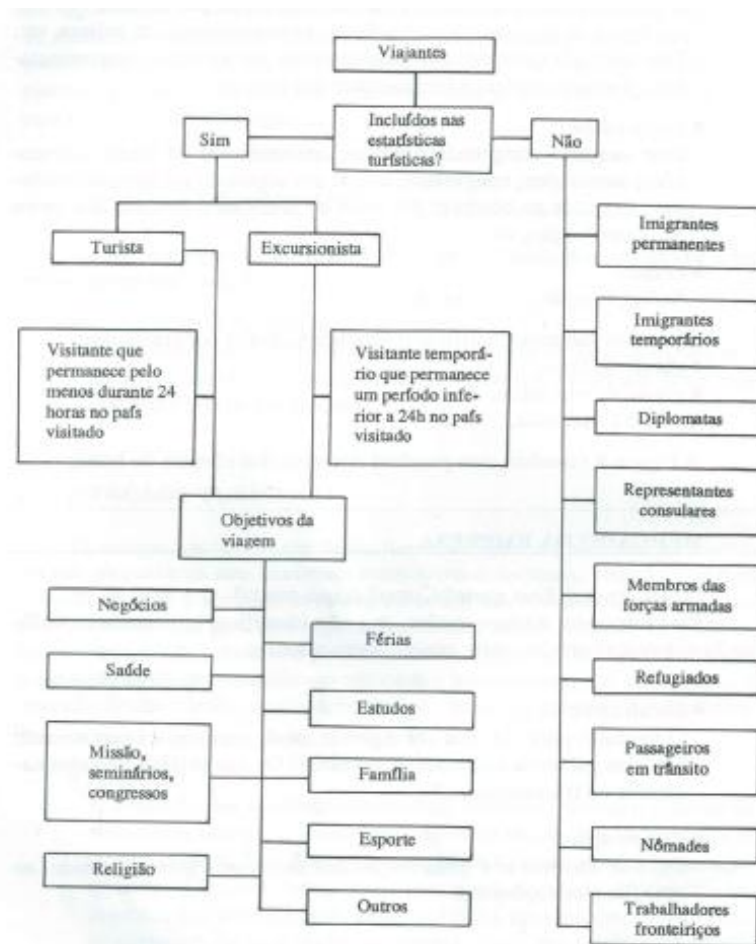 Viajantes
Incluídos nas
estatísticas
turísticas?
Sim
Não
Turista
Excursionista
Visitante que
permanece pelo
menos durante 24
horas no país
visitado
Visitante temporá-
rio que permanece
um período infe-
rior a 24h no país
visitado
Objetivos da
viagem
Negócios
Férias
Saúde
Estudos
Missão,
seminários,
congressos
Família
Esporte
Religião
Outros
Imigrantes
permanentes
Imigrantes
temporários
Diplomatas
Representantes
consulares
Membros das
forças armadas
Refugiados
Passageiros
em trânsito
Nômades
Trabalhadores
fronteiriços